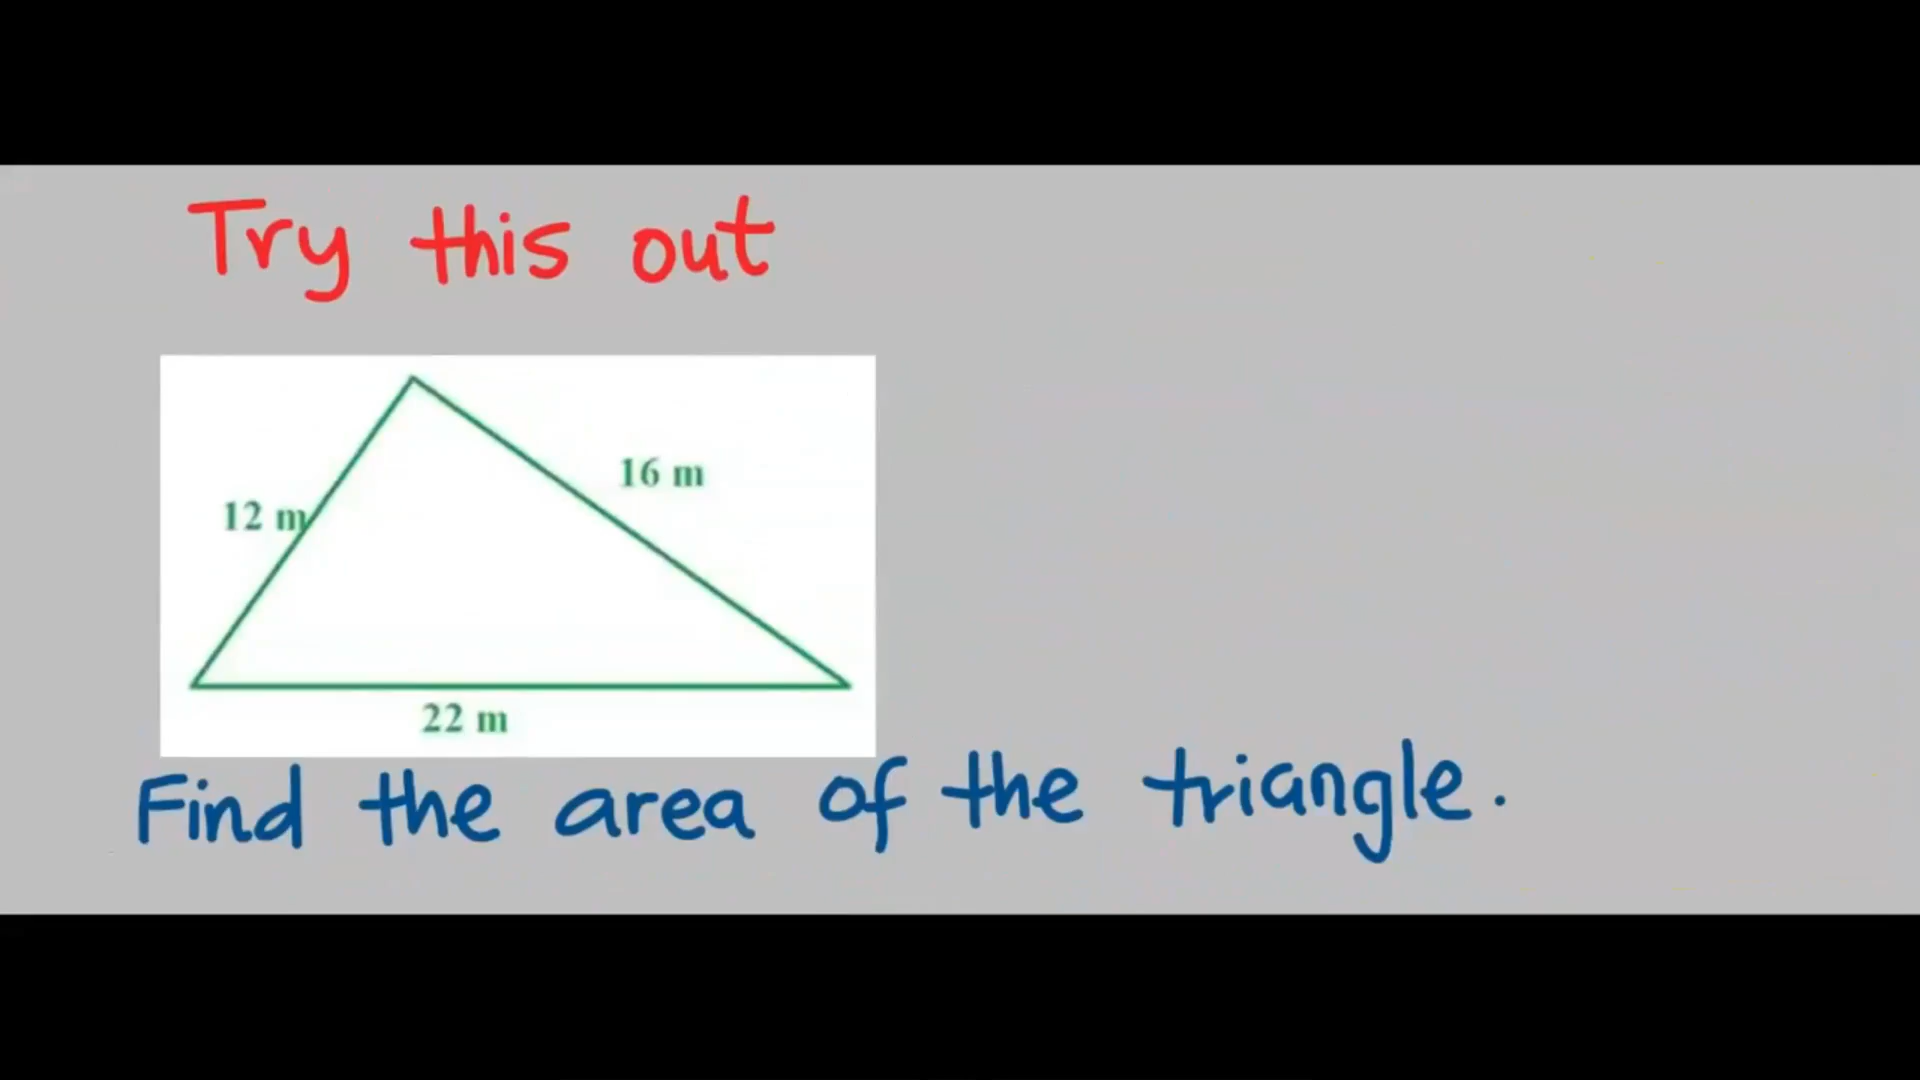 Try this out
16 m
12 m
22 m
Find the area of the triangle.